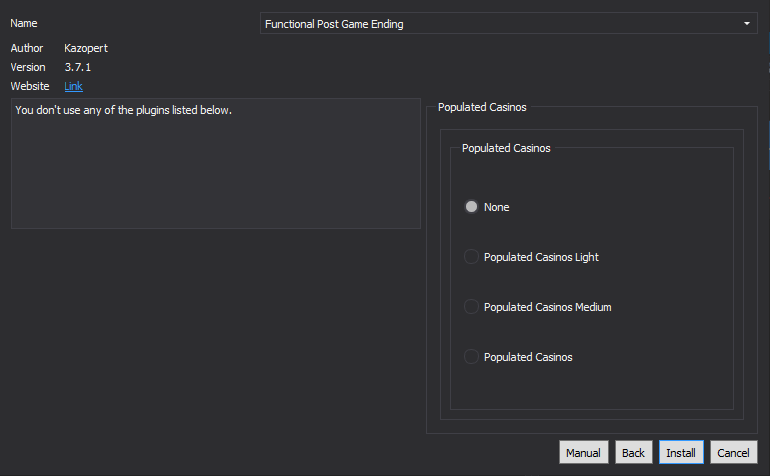 Name Functional Post Game Ending
Author Kazopert
Version 3.7.1
Website Link
You don't use any of the plugins listed below.
Populated Casinos
Populated Casinos
None
Populated Casinos Light
Populated Casinos Medium
Populated Casinos
Manual Back Install Cancel